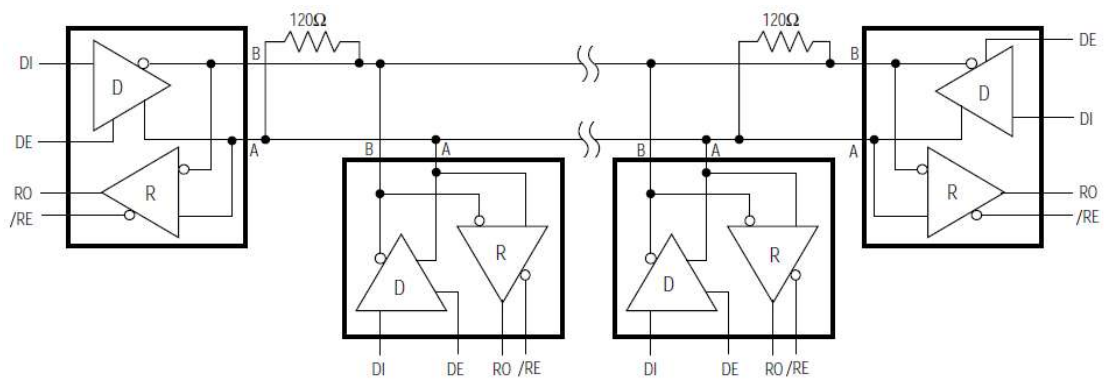 120Ω 120Ω
DI D B B D DE
DI
DE A B A B A A
RO R R RO
/RE D R D R /RE
DI DE RO /RE DI DE RO /RE